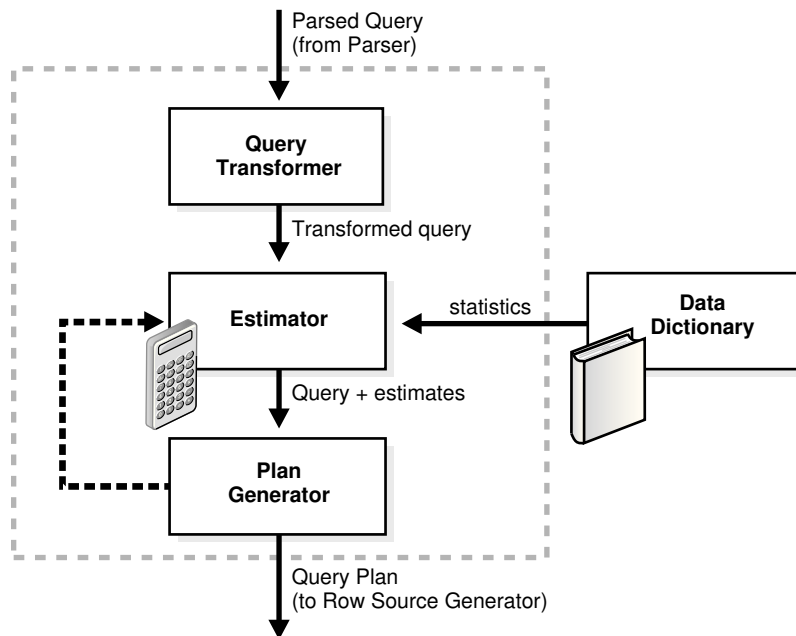 Parsed Query
(from Parser)
Query
Transformer
Transformed query
Estimator
statistics
Data
Dictionary
Query + estimates
Plan
Generator
Query Plan
(to Row Source Generator)